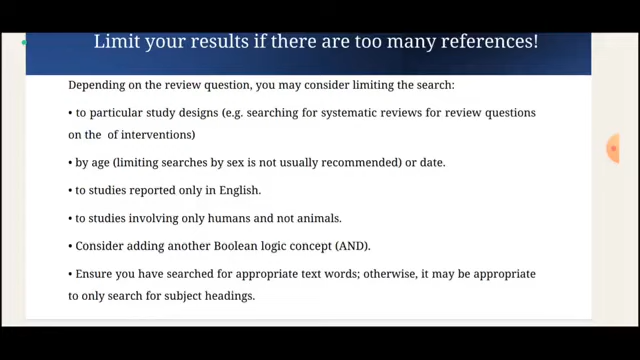 Limit your results if there are too many references!
Depending on the review question, you may consider limiting the search:
• to particular study designs (e.g. searching for systematic reviews for review questions
on the  of interventions)
• by age (limiting searches by sex is not usually recommended) or date.
• to studies reported only in English.
• to studies involving only humans and not animals.
• Consider adding another Boolean logic concept (AND).
• Ensure you have searched for appropriate text words; otherwise, it may be appropriate
to only search for subject headings.